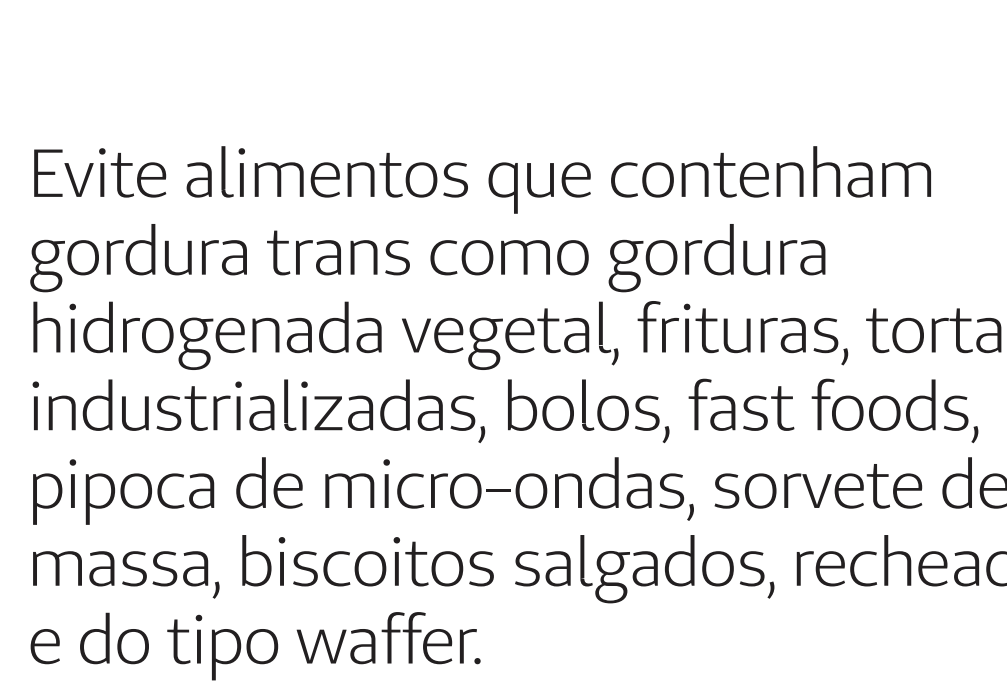 Evite alimentos que contenham
gordura trans como gordura
hidrogenada vegetal, frituras, torta
industrializadas, bolos, fast foods,
pipoca de micro-ondas, sorvete de
massa, biscoitos salgados,
e do tipo waffer.